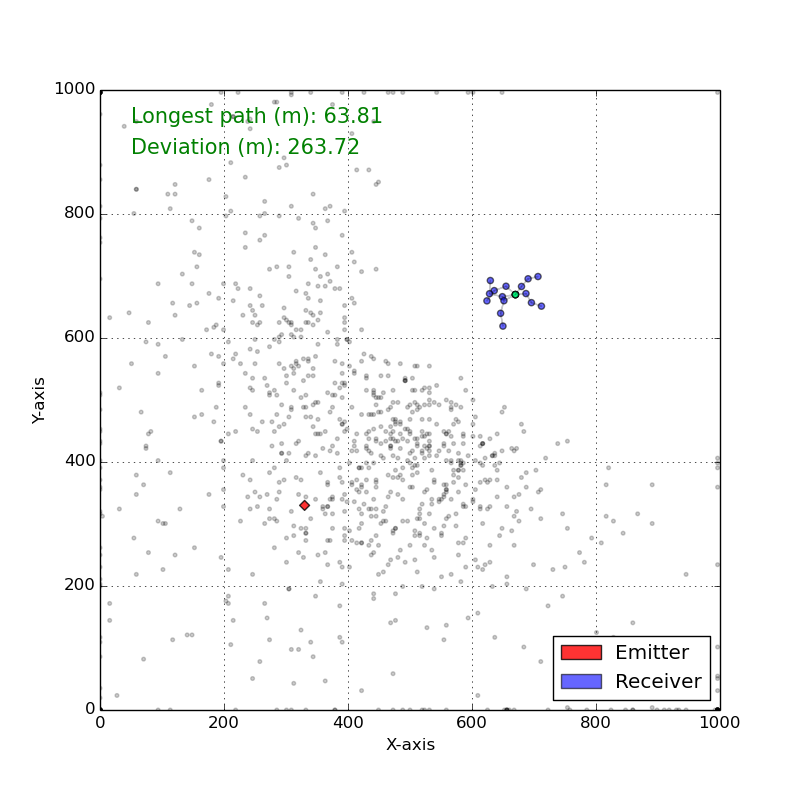 Longest path (m): 63.81
Deviation (m): 263.72
1000
800
600
400
200
0
Y-axis
0 200 400 600 800 1000
X-axis
Emitter
Receiver